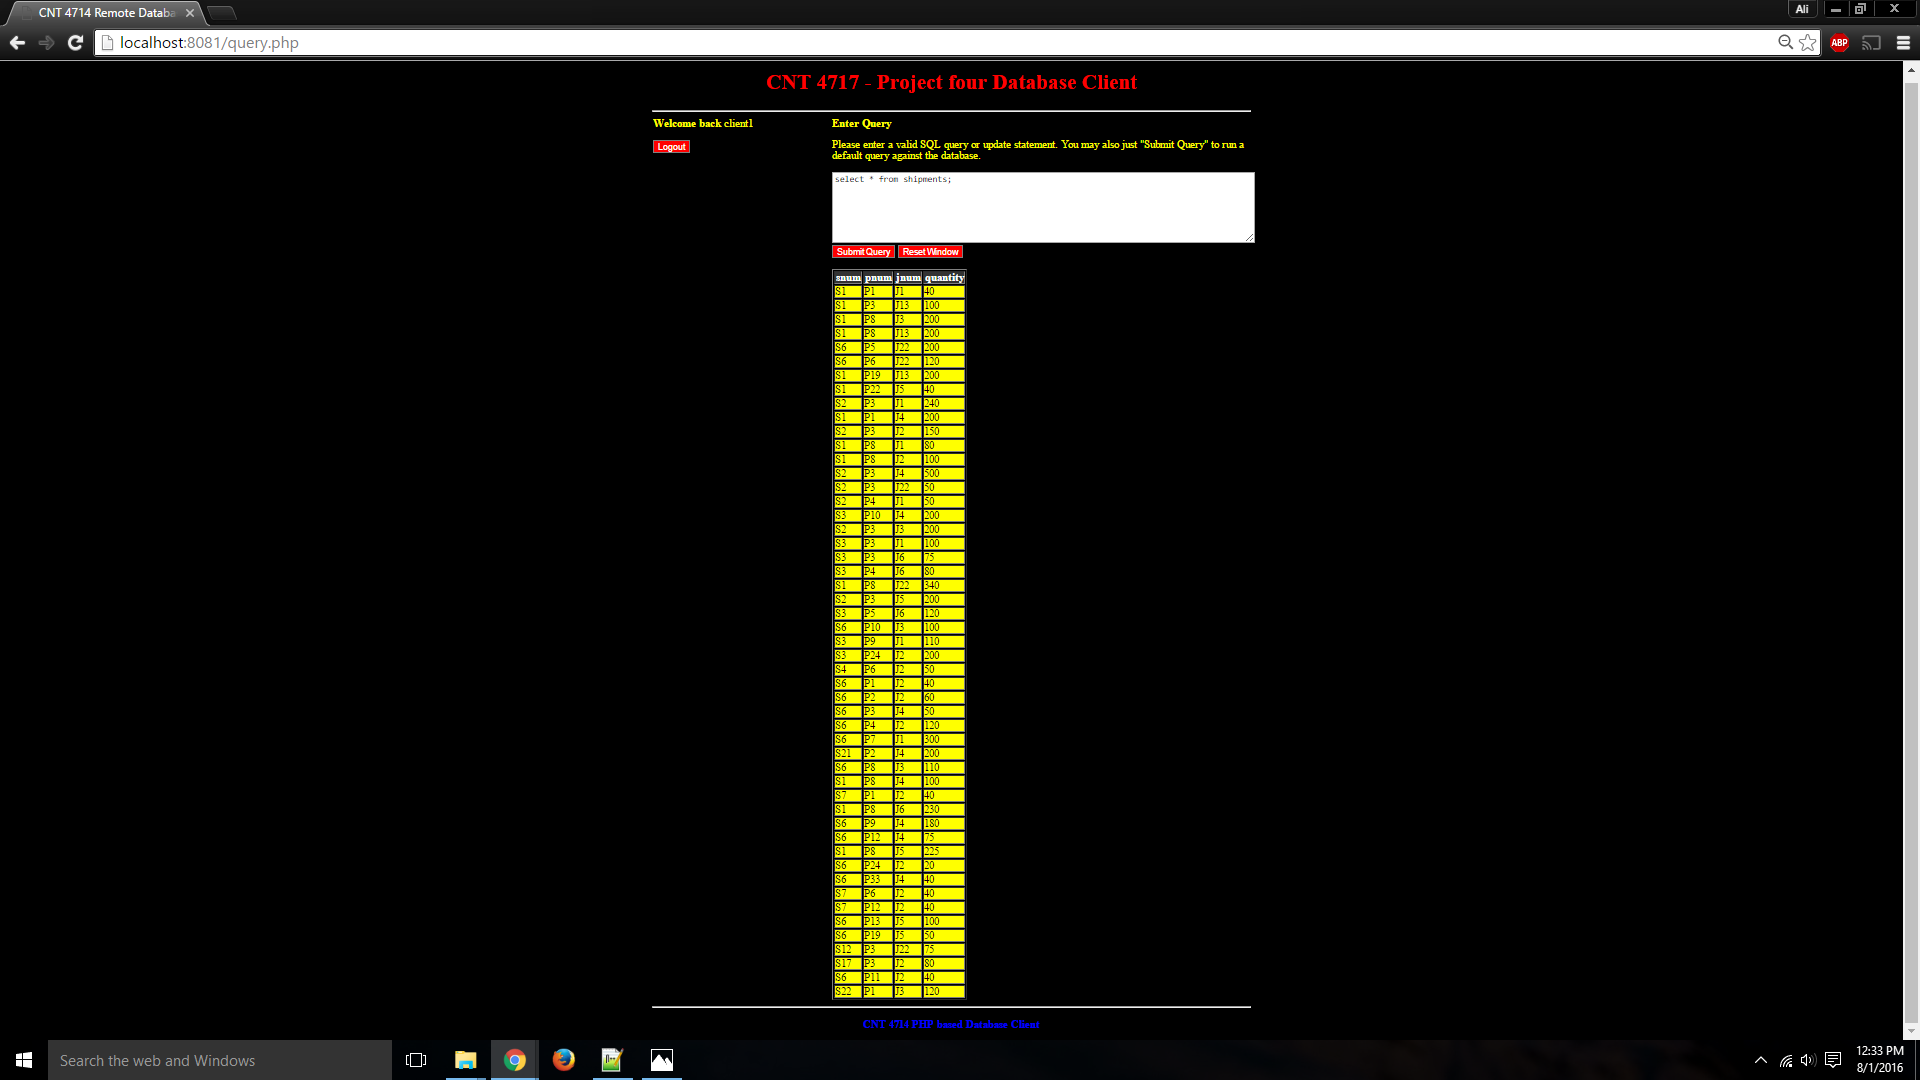 CNT 4714 Remote Databa
Ali
localhost:8081/query.php
ABP
CNT 4717 - Project four Database Client
Welcome back client1
Logout
Enter Query
Please enter a valid SQL query or update statement. You may also just "Submit Query" to run a
default query against the database.
select * from shipments;
Submit Query Reset Window
snum pnum jnum quantity
S1 P1 J1 40
S1 P3 J13 100
S1 P8 J3 200
S1 P8 J13 200
S6 P5 J22 200
S6 P6 J22 120
S1 P19 J13 200
S1 P22 J5 40
S2 P3 J1 240
S1 P1 J4 200
S2 P3 J2 150
S1 P8 J1 80
S1 P8 J2 100
S2 P3 J4 500
S2 P3 J22 50
S2 P4 J1 50
S3 P10 J4 200
S2 P3 J3 200
S3 P3 J1 100
S3 P3 J6 75
S3 P4 J6 80
S1 P8 J22 340
S2 P3 J5 200
S3 P5 J6 120
S6 P10 J3 100
S3 P9 J1 110
S3 P24 J2 200
S4 P6 J2 50
S6 P1 J2 40
S6 P2 J2 60
S6 P3 J4 50
S6 P4 J2 120
S6 P7 J1 300
S21 P2 J4 200
S6 P8 J3 110
S1 P8 J4 100
S7 P1 J2 40
S1 P8 J6 230
S6 P9 J4 180
S6 P12 J4 75
S1 P8 J5 225
S6 P24 J2 20
S6 P33 J4 40
S7 P6 J2 40
S7 P12 J2 40
S6 P13 J5 100
S6 P19 J5 50
S12 P3 J22 75
S17 P3 J2 80
S6 P11 J2 40
S22 P1 J3 120
CNT 4714 PHP based Database Client
Search the web and Windows
12:33 PM
8/1/2016